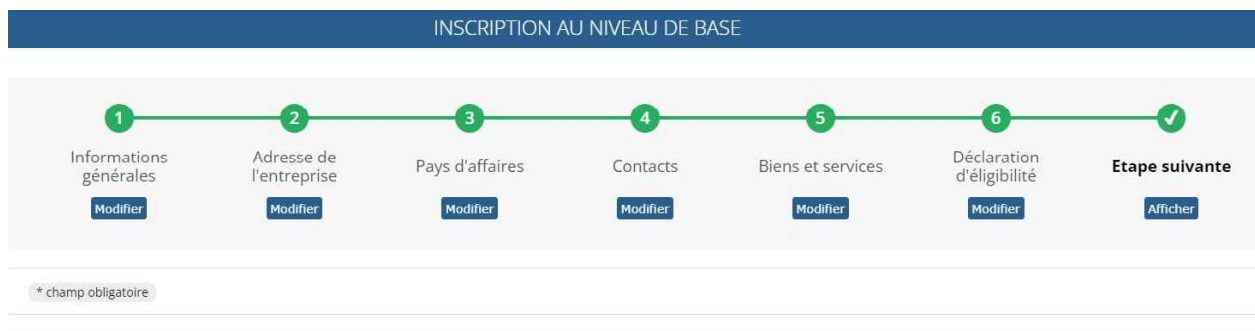 INSCRIPTION AU NIVEAU DE BASE
1
2
3
4
5
6
Informations
générales
Modifier
Adresse de
l'entreprise
Modifier
Pays d'affaires
Modifier
Contacts
Modifier
Biens et services
Modifier
Déclaration
d'éligibilité
Modifier
Etape suivante
Afficher
* champ obligatoire